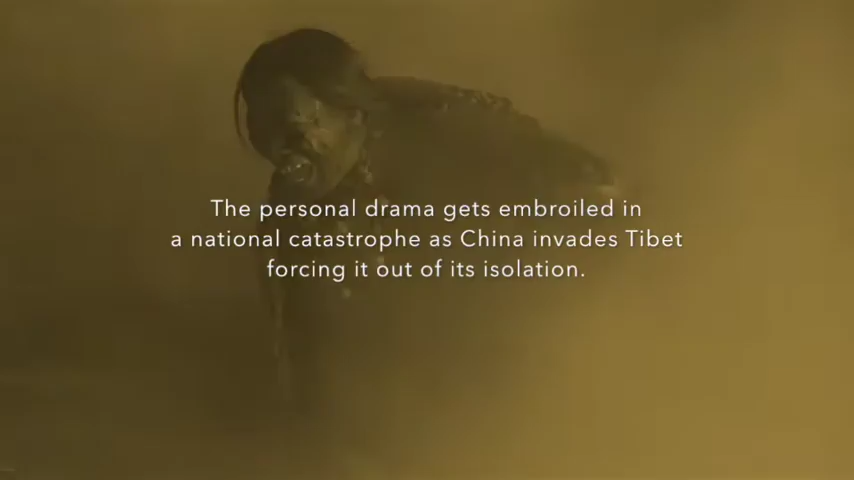 The personal drama gets embroiled in
a national catastrophe as China invades Tibet
forcing it out of its isolation.